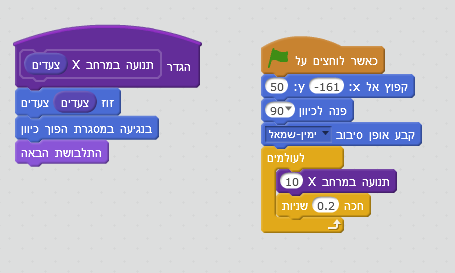 כאשר לוחצים על
קפוץ אל x: -161 y: 50
פנה לכיוון 90
קבע אופן סיבוב ימין-שמאל
לעולמים
תנועה במרחב X 10
חכה 0.2 שניות
הגדר תנועה במרחב X צעדים
זוז צעדים צעדים
בנגיעה במסגרת הפוך כיוון
התלבושת הבאה